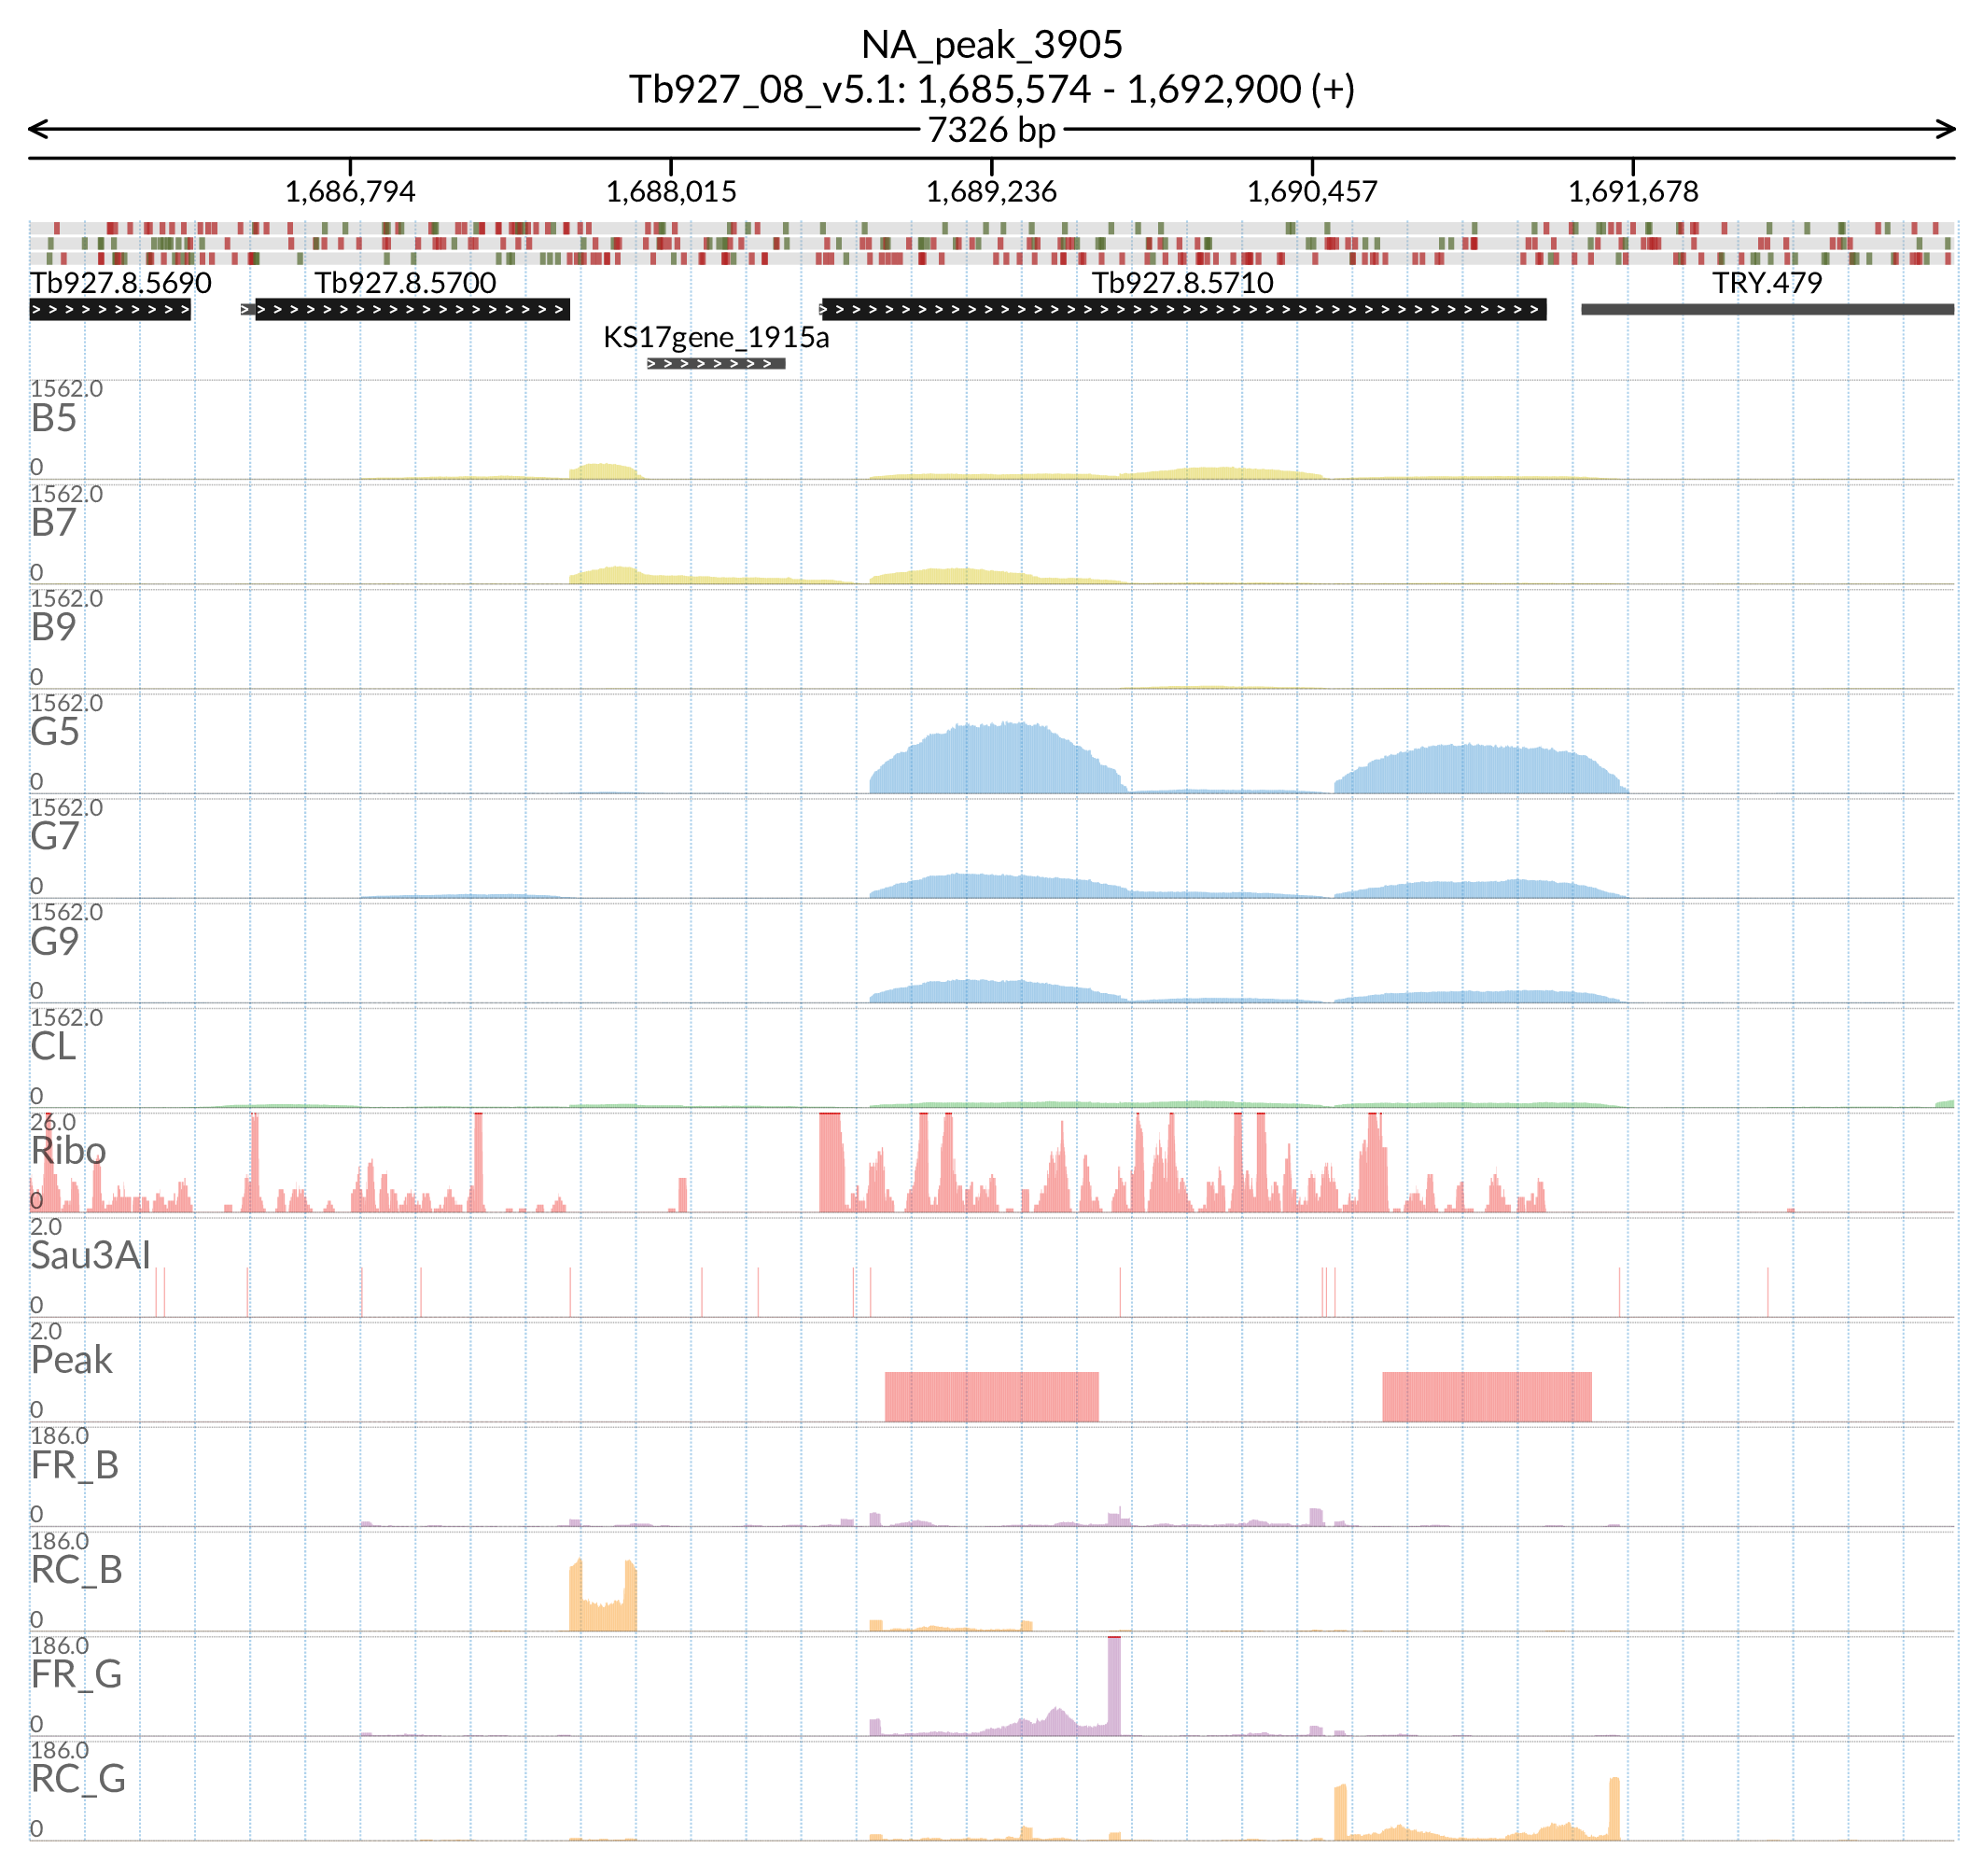 NA_peak_3905
Tb927_08_v5.1: 1,685,574 - 1,692,900 (+)
7326 bp
1,686,794 1,688,015 1,689,236 1,690,457 1,691,678
Tb927.8.5690 Tb927.8.5700 Tb927.8.5710 TRY.479
KS17gene_1915a
1562.0
B5
0
1562.0
B7
0
1562.0
B9
0
1562.0
G5
0
1562.0
G7
0
1562.0
G9
0
1562.0
CL
0
26.0
Ribo
0
2.0
Sau3AI
0
2.0
Peak
0
186.0
FR_B
0
186.0
RC_B
0
186.0
FR_G
0
186.0
RC_G
0